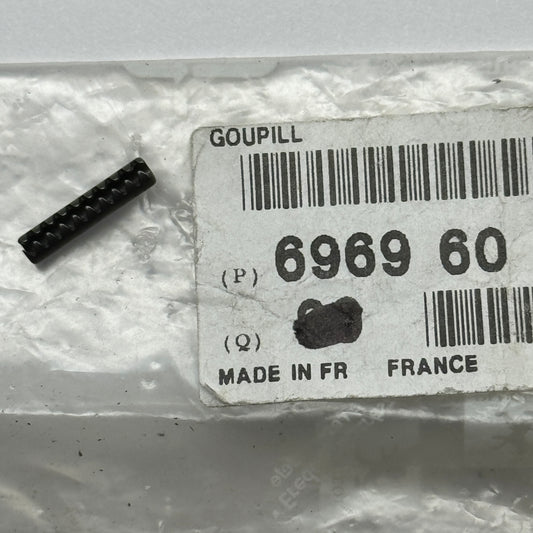 GOUPILL
(P) 6969 60
(Q)
MADE IN FR FRANCE